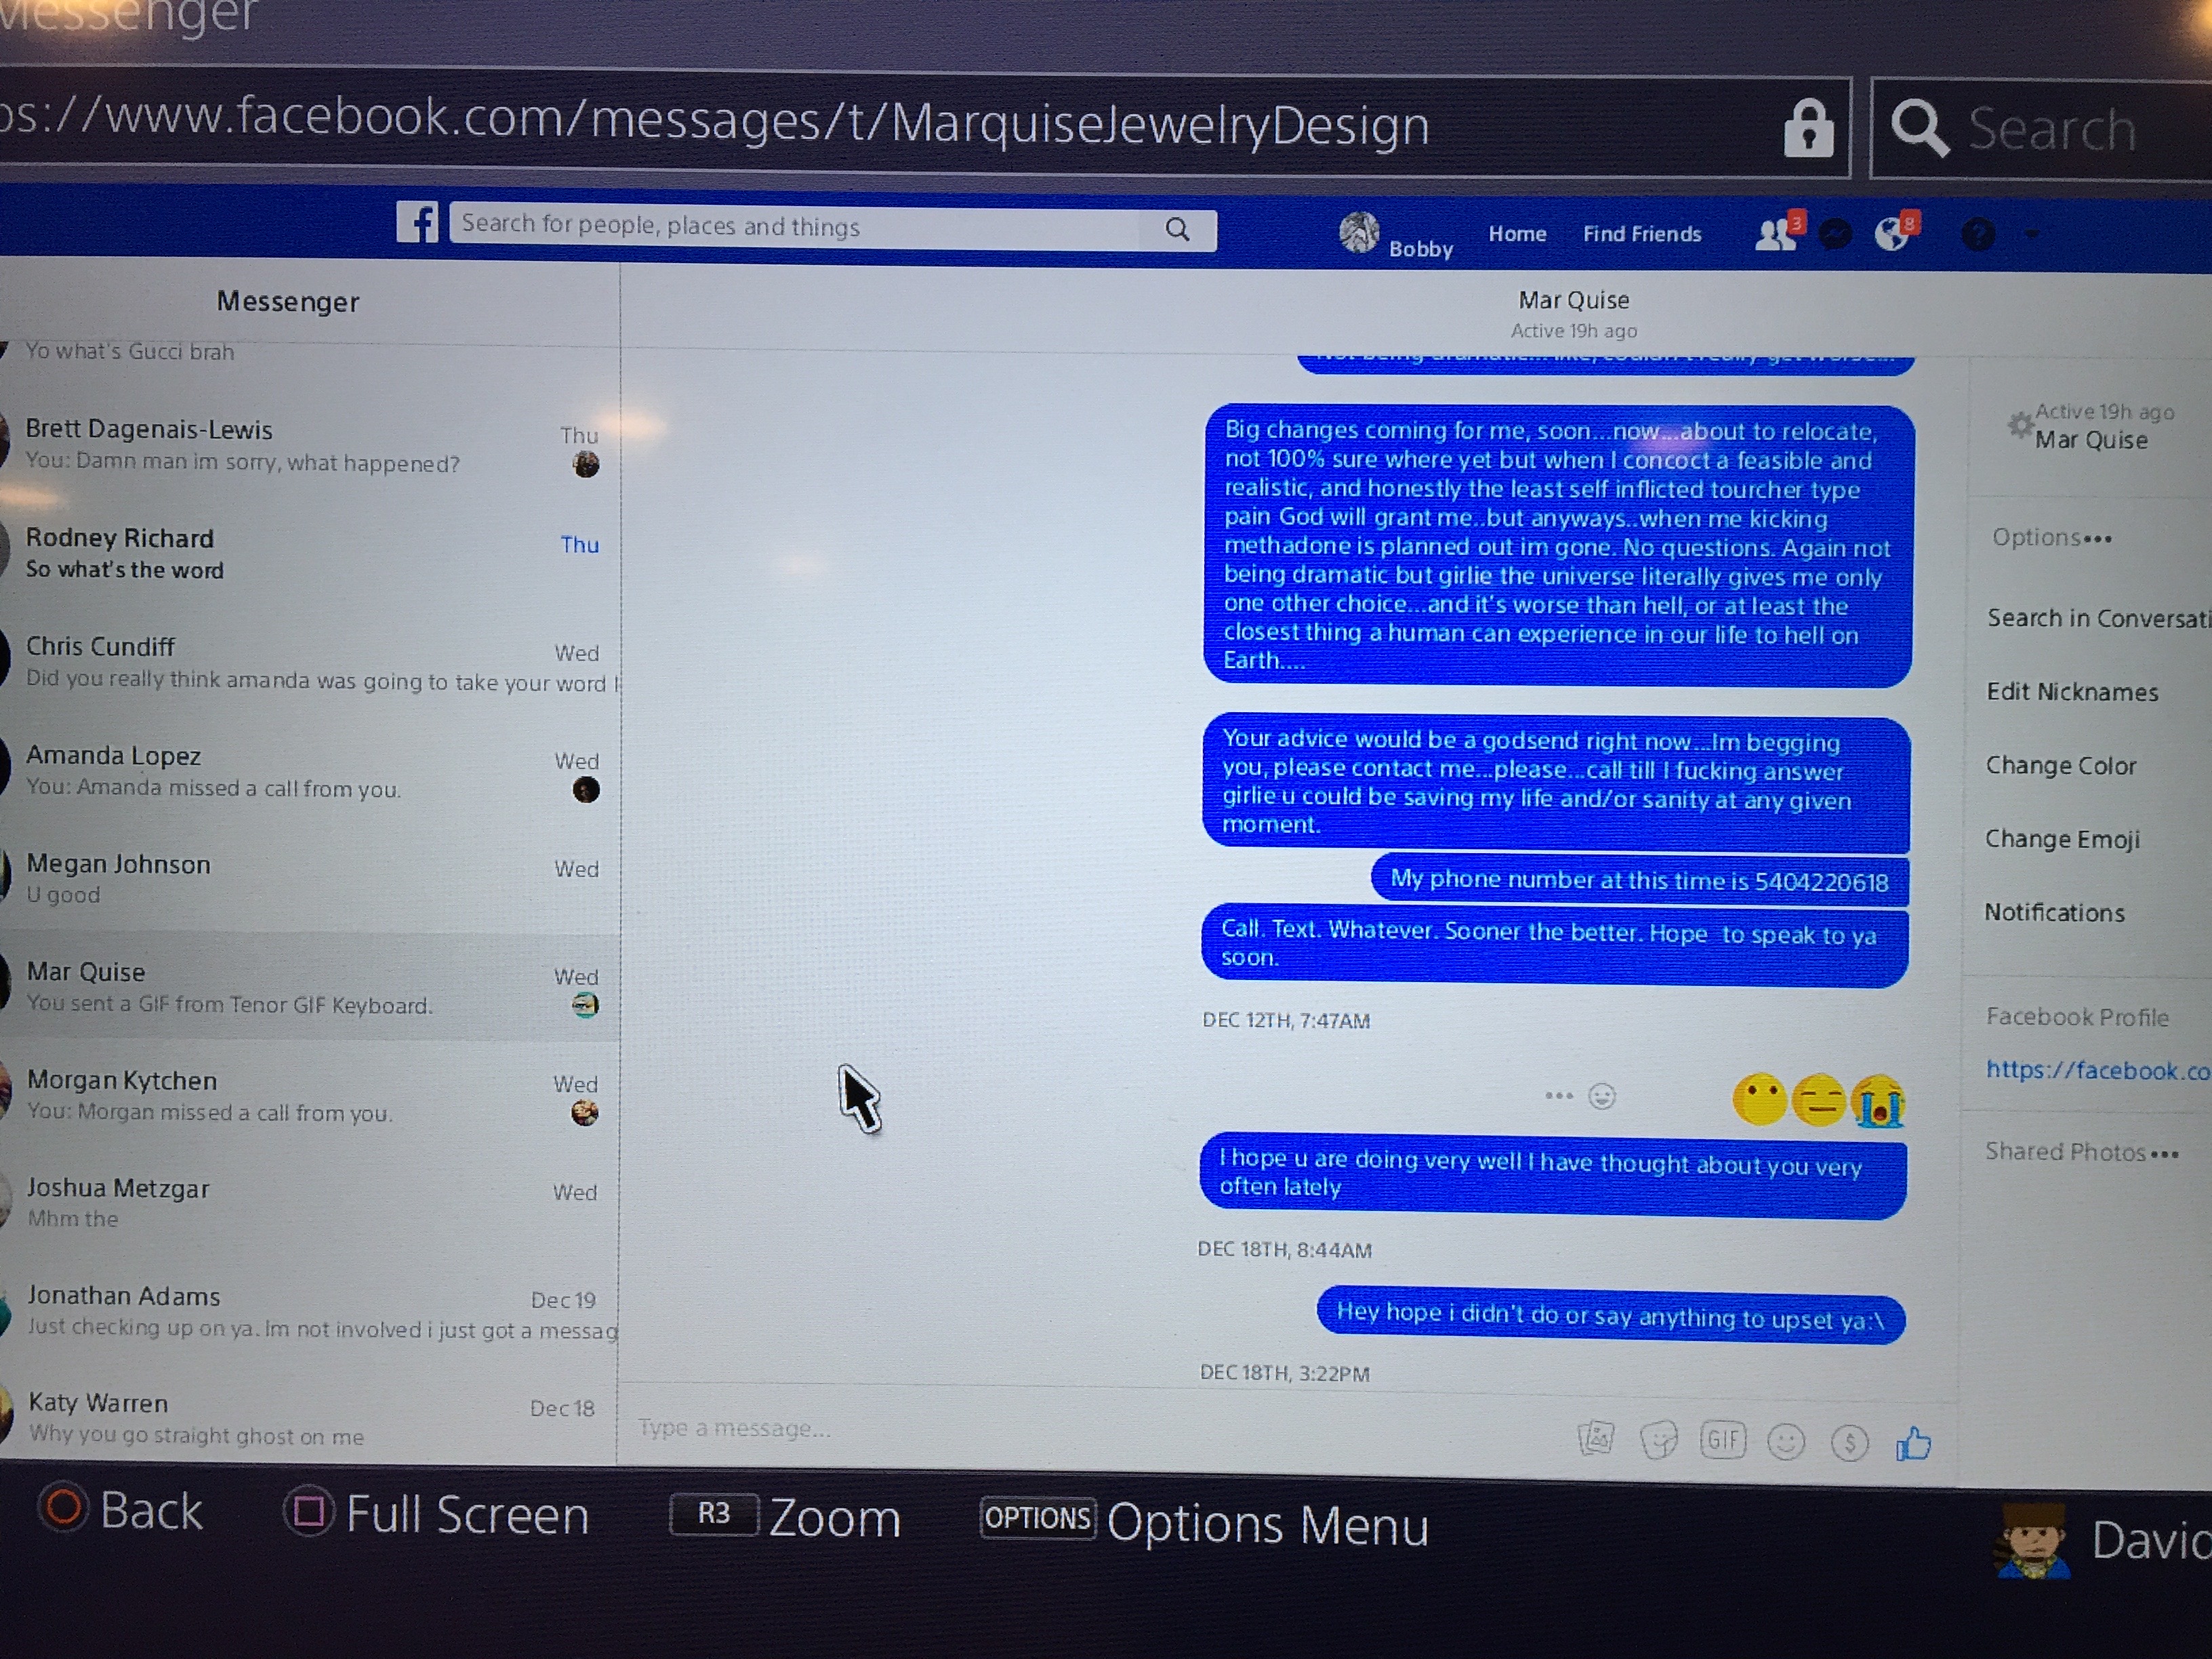 Messenger
ps://www.facebook.com/messages/t/MarquiseJewelryDesign
Search
f
Search for people, places and things
Bobby
Home
Find Friends
3
8
?
Messenger
Yo what's Gucci brah
Brett Dagenais-Lewis
Thu
You: Damn man im sorry, what happened?
Rodney Richard
Thu
So what's the word
Chris Cundiff
Wed
Did you really think amanda was going to take your word
Amanda Lopez
Wed
You: Amanda missed a call from you.
Megan Johnson
Wed
U good
Mar Quise
Wed
You sent a GIF from Tenor GIF Keyboard.
Morgan Kytchen
Wed
You: Morgan missed a call from you.
Joshua Metzgar
Wed
Mhm the
Jonathan Adams
Dec 19
Just checking up on ya. Im not involved i just got a messag
Katy Warren
Dec 18
Why you go straight ghost on me
Mar Quise
Active 19h ago
Not being dramatic... like, couldn't really get worse...
Big changes coming for me, soon...now...about to relocate,
not 100% sure where yet but when I concoct a feasible and
realistic, and honestly the least self inflicted tourcher type
pain God will grant me..but anyways..when me kicking
methadone is planned out im gone. No questions. Again not
being dramatic but girlie the universe literally gives me only
one other choice...and it's worse than hell, or at least the
closest thing a human can experience in our life to hell on
Earth....
Your advice would be a godsend right now...Im begging
you, please contact me...please...call till I fucking answer
girlie u could be saving my life and/or sanity at any given
moment.
My phone number at this time is 5404220618
Call. Text. Whatever. Sooner the better. Hope to speak to ya
soon.
DEC 12TH, 7:47AM
I hope u are doing very well I have thought about you very
often lately
DEC 18TH, 8:44AM
Hey hope i didn't do or say anything to upset ya:\
DEC 18TH, 3:22PM
Type a message...
GIF
$
Active 19h ago
Mar Quise
Options•••
Search in Conversati
Edit Nicknames
Change Color
Change Emoji
Notifications
Facebook Profile
https://facebook.co
Shared Photos•••
Back
Full Screen
R3
Zoom
OPTIONS
Options Menu
David